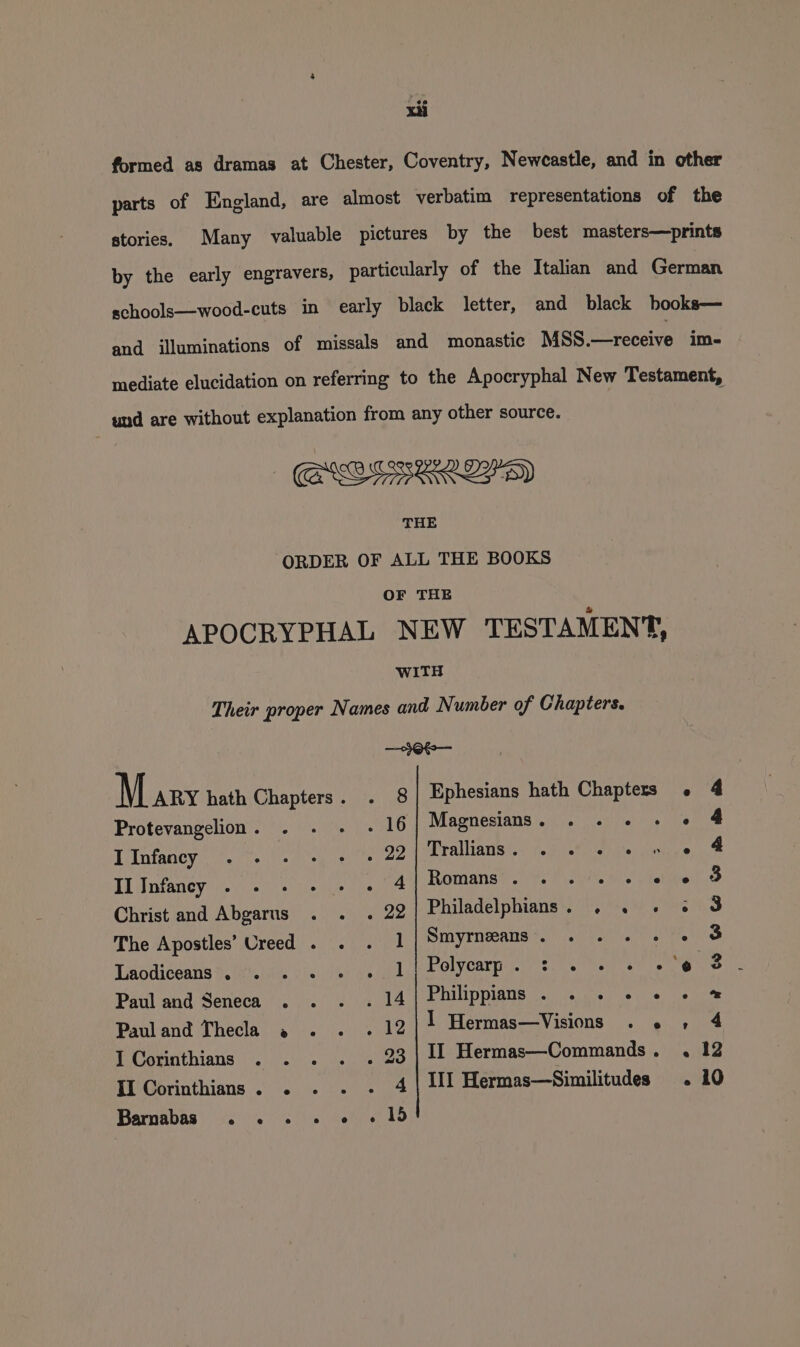 xii
formed as dramas at Chester, Coventry, Newcastle, and in other
parts of England, are almost verbatim representations of the
stories. Many valuable pictures by the best masters—prints
by the early engravers, particularly of the Italian and German
schools—wood-cuts in early black letter, and black books—
and illuminations of missals and monastic MSS.—receive im-
mediate elucidation on referring to the Apocryphal New Testament,
and are without explanation from any other source.
THE
ORDER OF ALL THE BOOKS
OF THE
APOCRYPHAL NEW TESTAMENT,
WITH
Their proper Names and Number of Chapters.
MARY hath Chapters . . 8
Protevangelion . . . . . 16
I Infancy . . . . . . . 22
II Infancy . . . . . . . 4
Christ and Abgarus . . . 22
The Apostles' Creed . . . 1
Laodiceans . . . . . . . 1
Paul and Seneca . . . . . 14
Paul and Thecla . . . . . 12
I Corinthians . . . . . . 23
II Corinthians . . . . . . 4
Barnabas . . . . . . . 15
Ephesians hath Chapters . 4
Magnesians . . . . . . 4
Trallians . . . . . . . 4
Romans . . . . . . . 3
Philadelphians . . . . . 3
Smyrnæans . . . . . . 3
Polycarp . . . . . . . 3
Philippians . . . . . .
I Hermas—Visions . . . 4
II Hermas—Commands . . 12
III Hermas—Similitudes . 10